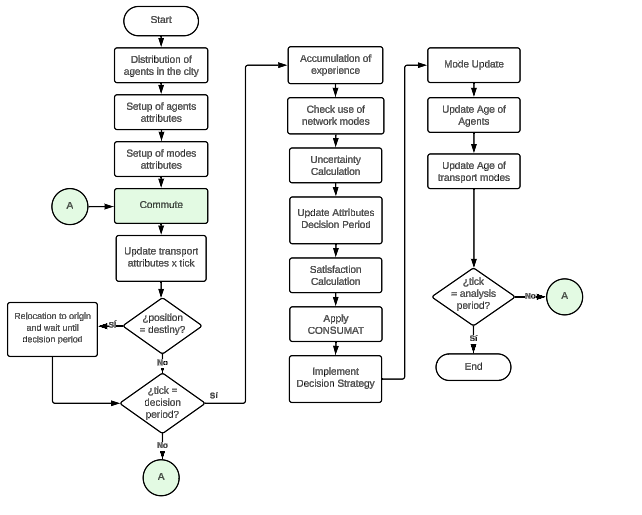 Start
Distribution of
agents in the city
Setup of agents
attributes
Setup of modes
attributes
A
Commute
Update transport
attributes x tick
¿position
= destiny?
Sí
Relocation to origin
and wait until
decision period
No
¿tick =
decision
period?
Sí
No
A
Accumulation of
experience
Check use of
network modes
Uncertainty
Calculation
Update Attributes
Decision Period
Satisfaction
Calculation
Apply
CONSUMAT
Implement
Decision Strategy
Mode Update
Update Age of
Agents
Update Age of
transport modes
¿tick
= analysis
period?
No
A
Sí
End